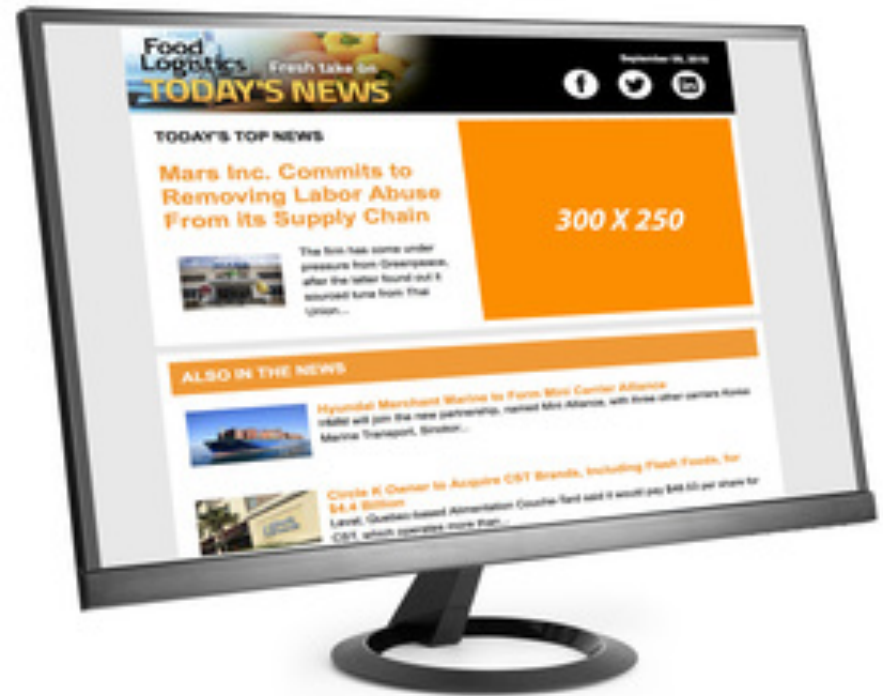 Food
Logistics Fresh take on
TODAY'S NEWS
TODAY'S TOP NEWS
Mars Inc. Commits to
Removing Labor Abuse
From its Supply Chain
The firm has come under
pressure from Greenpeace,
after the latter found out it
sourced tuna from Thai
Union...
300 X 250
ALSO IN THE NEWS
Hyundai Merchant Marine to Form Mini Carrier Alliance
HMM will join the new partnership, named Mini Alliance, with three other carriers Korea
Marine Transport, Sinokor...
Circle K Owner to Acquire CST Brands, Including Flash Foods, for
$4.4 Billion
Laval, Quebec-based Alimentation Couche-Tard said it would pay $48.53 per share for
CST, which operates more than...